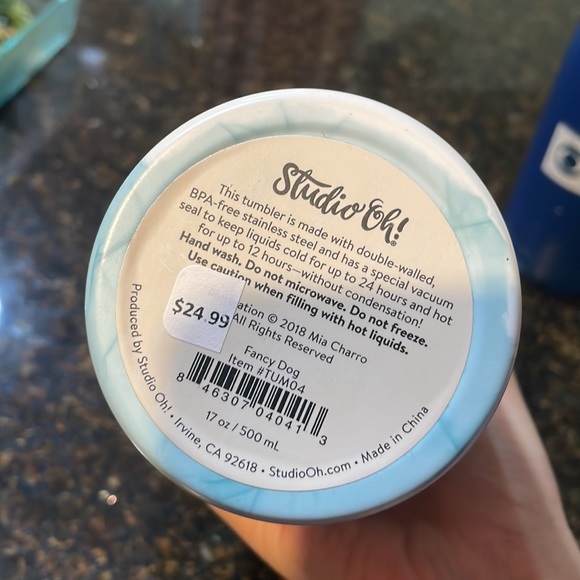 Studio Oh!
This tumbler is made with double-walled,
BPA-free stainless steel and has a special vacuum
seal to keep liquids cold for up to 24 hours and hot
for up to 12 hours—without condensation!
Hand wash. Do not microwave. Do not freeze.
Use caution when filling with hot liquids.
$24.99
© 2018 Mia Charro
All Rights Reserved
Fancy Dog
Item #TUM04
8 46307 04041 3
17 oz / 500 mL
Produced by Studio Oh! • Irvine, CA 92618 • StudioOh.com • Made in China